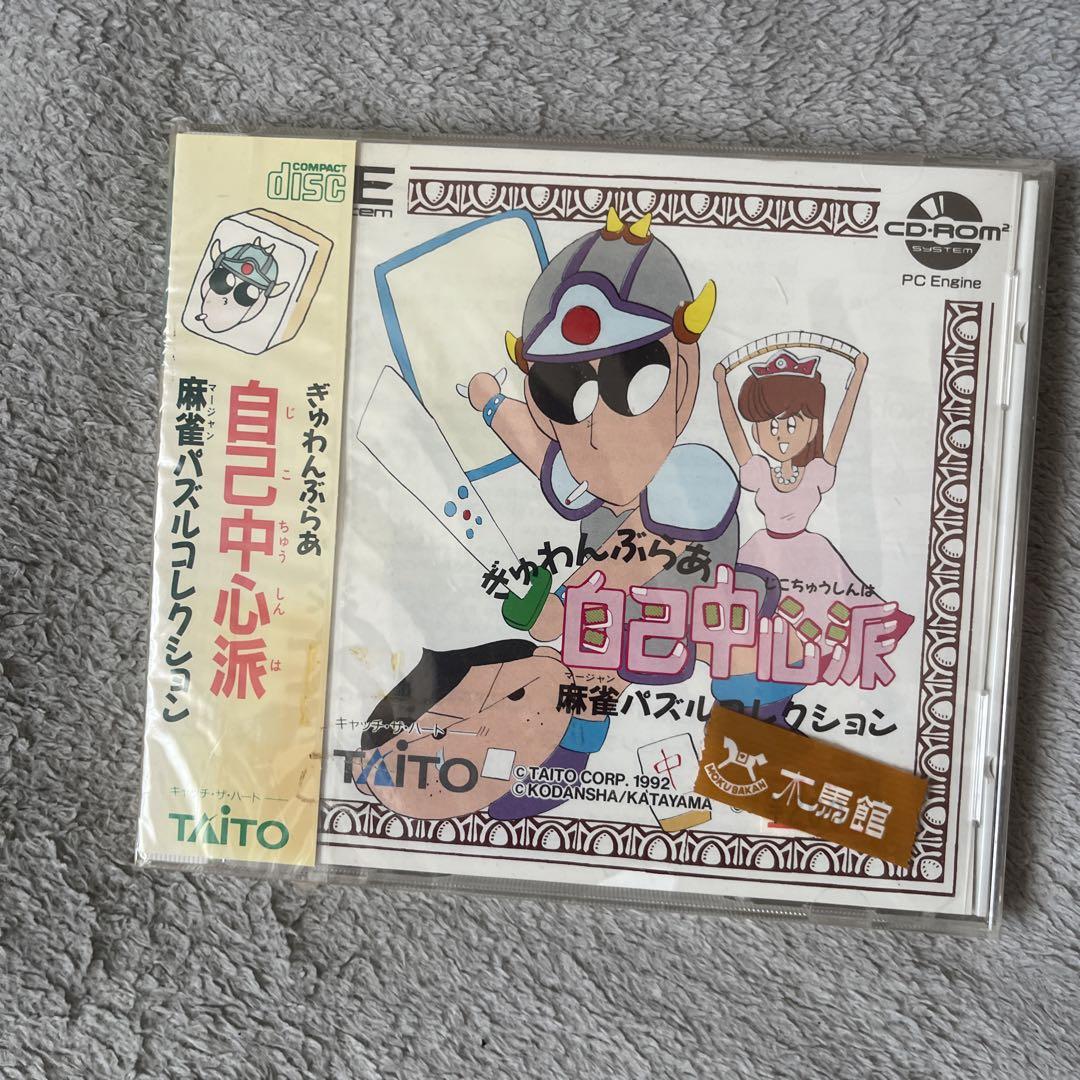 COMPACT
disc
ぎゅわんぶらあ
自己中心派
じこちゅうしんは
麻雀パズルコレクション
マージャン
キャッチ・ザ・ハート
TAITO
E
tem
CD-ROM²
SYSTEM
PC Engine
ぎゅわんぶらあ
じこちゅうしんは
自己中心派
マージャン
麻雀パズルコレクション
キャッチ・ザ・ハート
TAITO
中
©TAITO CORP. 1992
©KODANSHA/KATAYAMA
MOKUBAKAN
木馬館